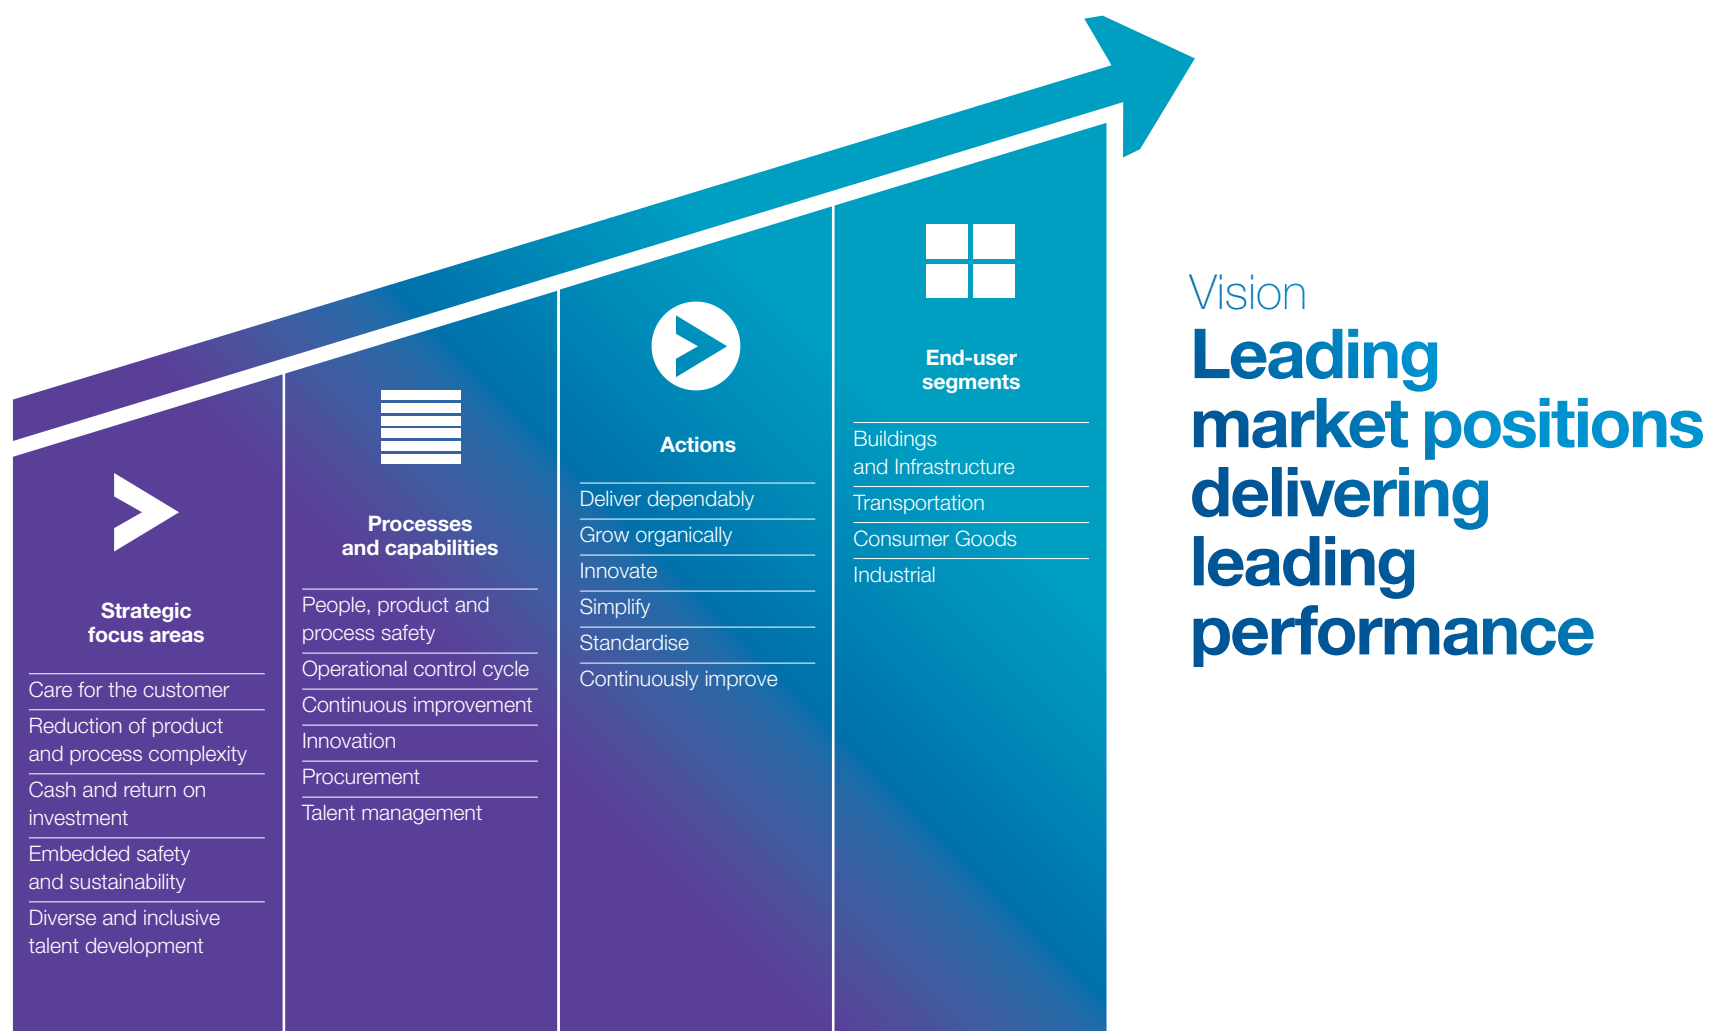 Strategic
focus areas
Care for the customer
Reduction of product
and process complexity
Cash and return on
investment
Embedded safety
and sustainability
Diverse and inclusive
talent development
Processes
and capabilities
People, product and
process safety
Operational control cycle
Continuous improvement
Innovation
Procurement
Talent management
Actions
Deliver dependably
Grow organically
Innovate
Simplify
Standardise
Continuously improve
End-user
segments
Buildings
and Infrastructure
Transportation
Consumer Goods
Industrial
Vision
Leading
market positions
delivering
leading
performance